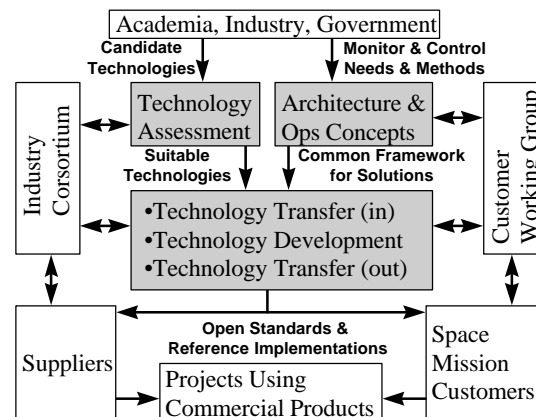 Academia, Industry, Government
Candidate
Technologies
Monitor & Control
Needs & Methods
Technology
Assessment
Architecture &
Ops Concepts
Industry
Consortium
Customer
Working Group
Suitable
Technologies
Common Framework
for Solutions
•Technology Transfer (in)
•Technology Development
•Technology Transfer (out)
Open Standards &
Reference Implementations
Suppliers
Space
Mission
Customers
Projects Using
Commercial Products